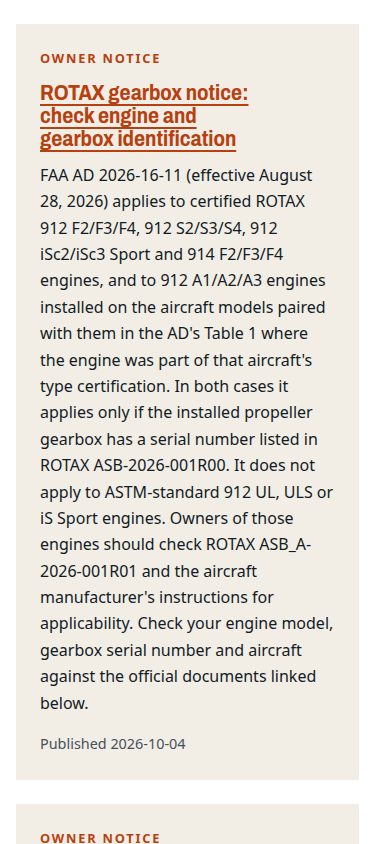 OWNER NOTICE
ROTAX gearbox notice:
check engine and
gearbox identification
FAA AD 2026-16-11 (effective August
28, 2026) applies to certified ROTAX
912 F2/F3/F4, 912 S2/S3/S4, 912
iSc2/iSc3 Sport and 914 F2/F3/F4
engines, and to 912 A1/A2/A3 engines
installed on the aircraft models paired
with them in the AD's Table 1 where
the engine was part of that aircraft's
type certification. In both cases it
applies only if the installed propeller
gearbox has a serial number listed in
ROTAX ASB-2026-001R00. It does not
apply to ASTM-standard 912 UL, ULS or
iS Sport engines. Owners of those
engines should check ROTAX ASB_A-
2026-001R01 and the aircraft
manufacturer's instructions for
applicability. Check your engine model,
gearbox serial number and aircraft
against the official documents linked
below.
Published 2026-10-04
OWNER NOTICE